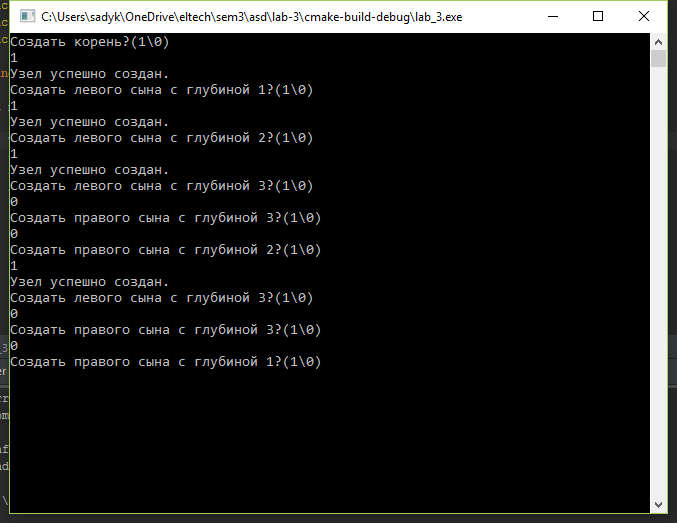 C:\Users\sadyk\OneDrive\eltech\sem3\asd\lab-3\cmake-build-debug\lab_3.exe
Создать корень?(1\0)
1
Узел успешно создан.
Создать левого сына с глубиной 1?(1\0)
1
Узел успешно создан.
Создать левого сына с глубиной 2?(1\0)
1
Узел успешно создан.
Создать левого сына с глубиной 3?(1\0)
0
Создать правого сына с глубиной 3?(1\0)
0
Создать правого сына с глубиной 2?(1\0)
1
Узел успешно создан.
Создать левого сына с глубиной 3?(1\0)
0
Создать правого сына с глубиной 3?(1\0)
0
Создать правого сына с глубиной 1?(1\0)